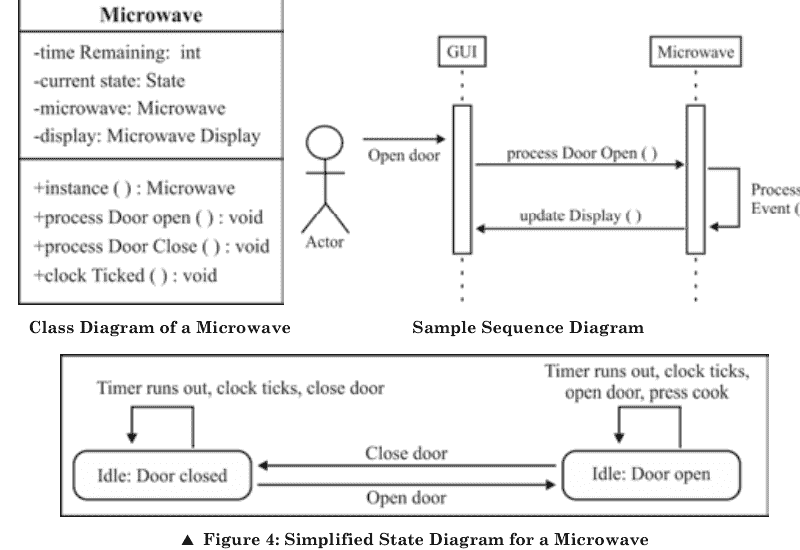 Microwave
-time Remaining: int
-current state: State
-microwave: Microwave
-display: Microwave Display
+instance ( ) : Microwave
+process Door open ( ) : void
+process Door Close ( ) : void
+clock Ticked ( ) : void
Class Diagram of a Microwave
GUI
Microwave
Open door
process Door Open ( )
Process
Event (
update Display ( )
Actor
Sample Sequence Diagram
Timer runs out, clock ticks, close door
Timer runs out, clock ticks,
open door, press cook
Idle: Door closed
Close door
Open door
Idle: Door open
▲ Figure 4: Simplified State Diagram for a Microwave